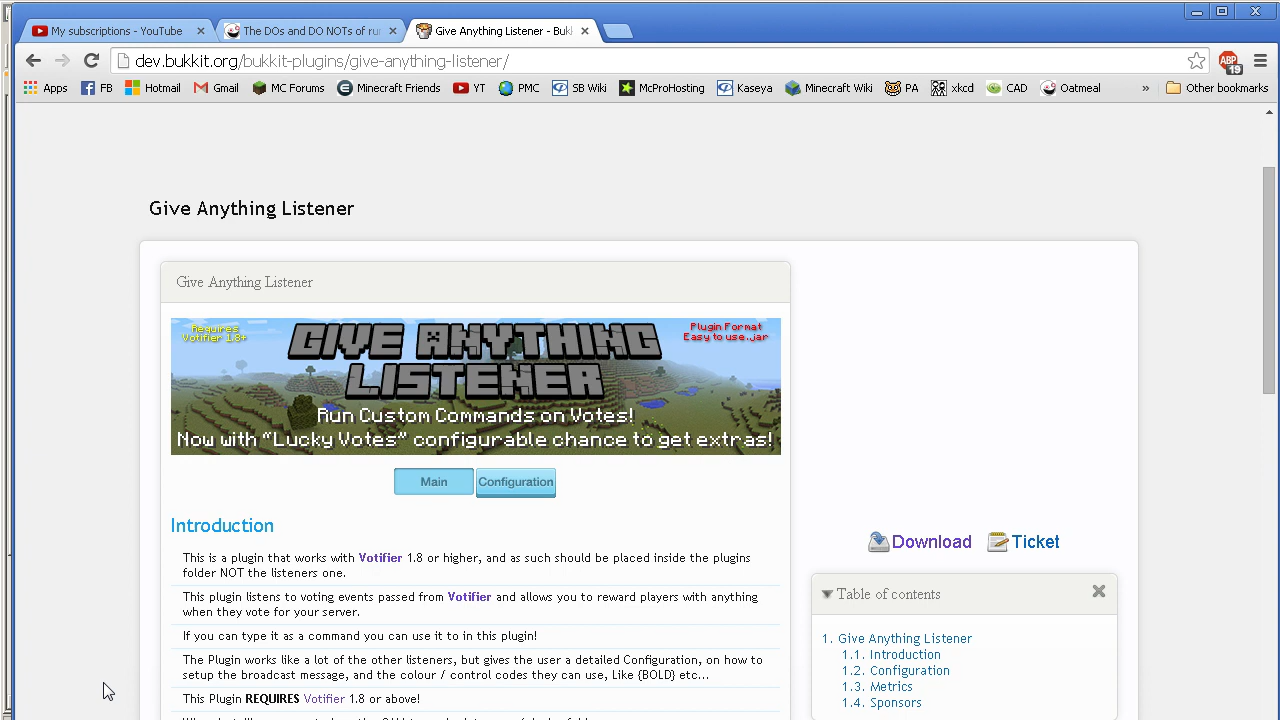 My subscriptions - YouTube
The DOs and DO NOTs of ru
Give Anything Listener - Buk
dev.bukkit.org/bukkit-plugins/give-anything-listener/
ABP
19
Apps
FB
Hotmail
Gmail
MC Forums
Minecraft Friends
YT
PMC
SB Wiki
McProHosting
Kaseya
Minecraft Wiki
PA
xkcd
CAD
Oatmeal
»
Other bookmarks
Give Anything Listener
Give Anything Listener
Requires
Votifier 1.8+
Plugin Format
Easy to use .jar
GIVE ANYTHING
LISTENER
Run Custom Commands on Votes!
Now with "Lucky Votes" configurable chance to get extras!
Main
Configuration
Introduction
This is a plugin that works with Votifier 1.8 or higher, and as such should be placed inside the plugins
folder NOT the listeners one.
This plugin listens to voting events passed from Votifier and allows you to reward players with anything
when they vote for your server.
If you can type it as a command you can use it to in this plugin!
The Plugin works like a lot of the other listeners, but gives the user a detailed Configuration, on how to
setup the broadcast message, and the colour / control codes they can use, Like {BOLD} etc...
This Plugin REQUIRES Votifier 1.8 or above!
Download
Ticket
Table of contents
1. Give Anything Listener
1.1. Introduction
1.2. Configuration
1.3. Metrics
1.4. Sponsors